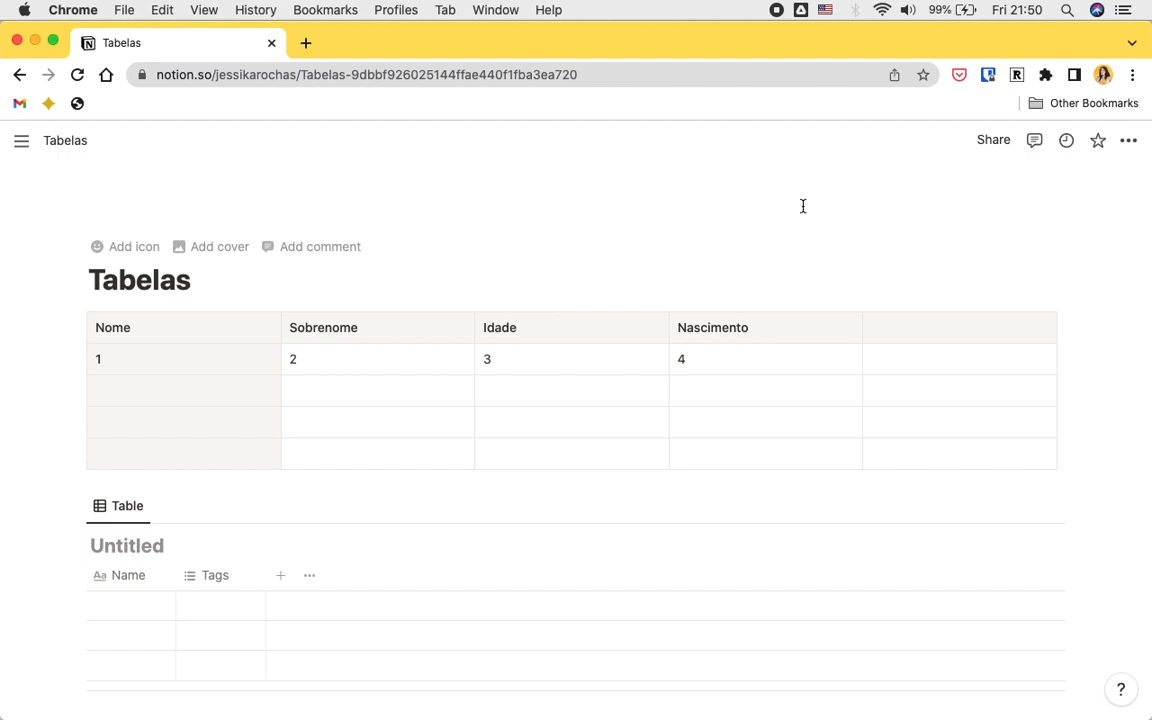 Chrome File Edit View History Bookmarks Profiles Tab Window Help 99% Fri 21:50
Tabelas
notion.so/jessikarochas/Tabelas-9dbbf926025144ffae440f1fba3ea720
Other Bookmarks
Tabelas Share
Add icon Add cover Add comment
Tabelas
Nome Sobrenome Idade Nascimento
1 2 3 4
Table
Untitled
Aa Name Tags
?